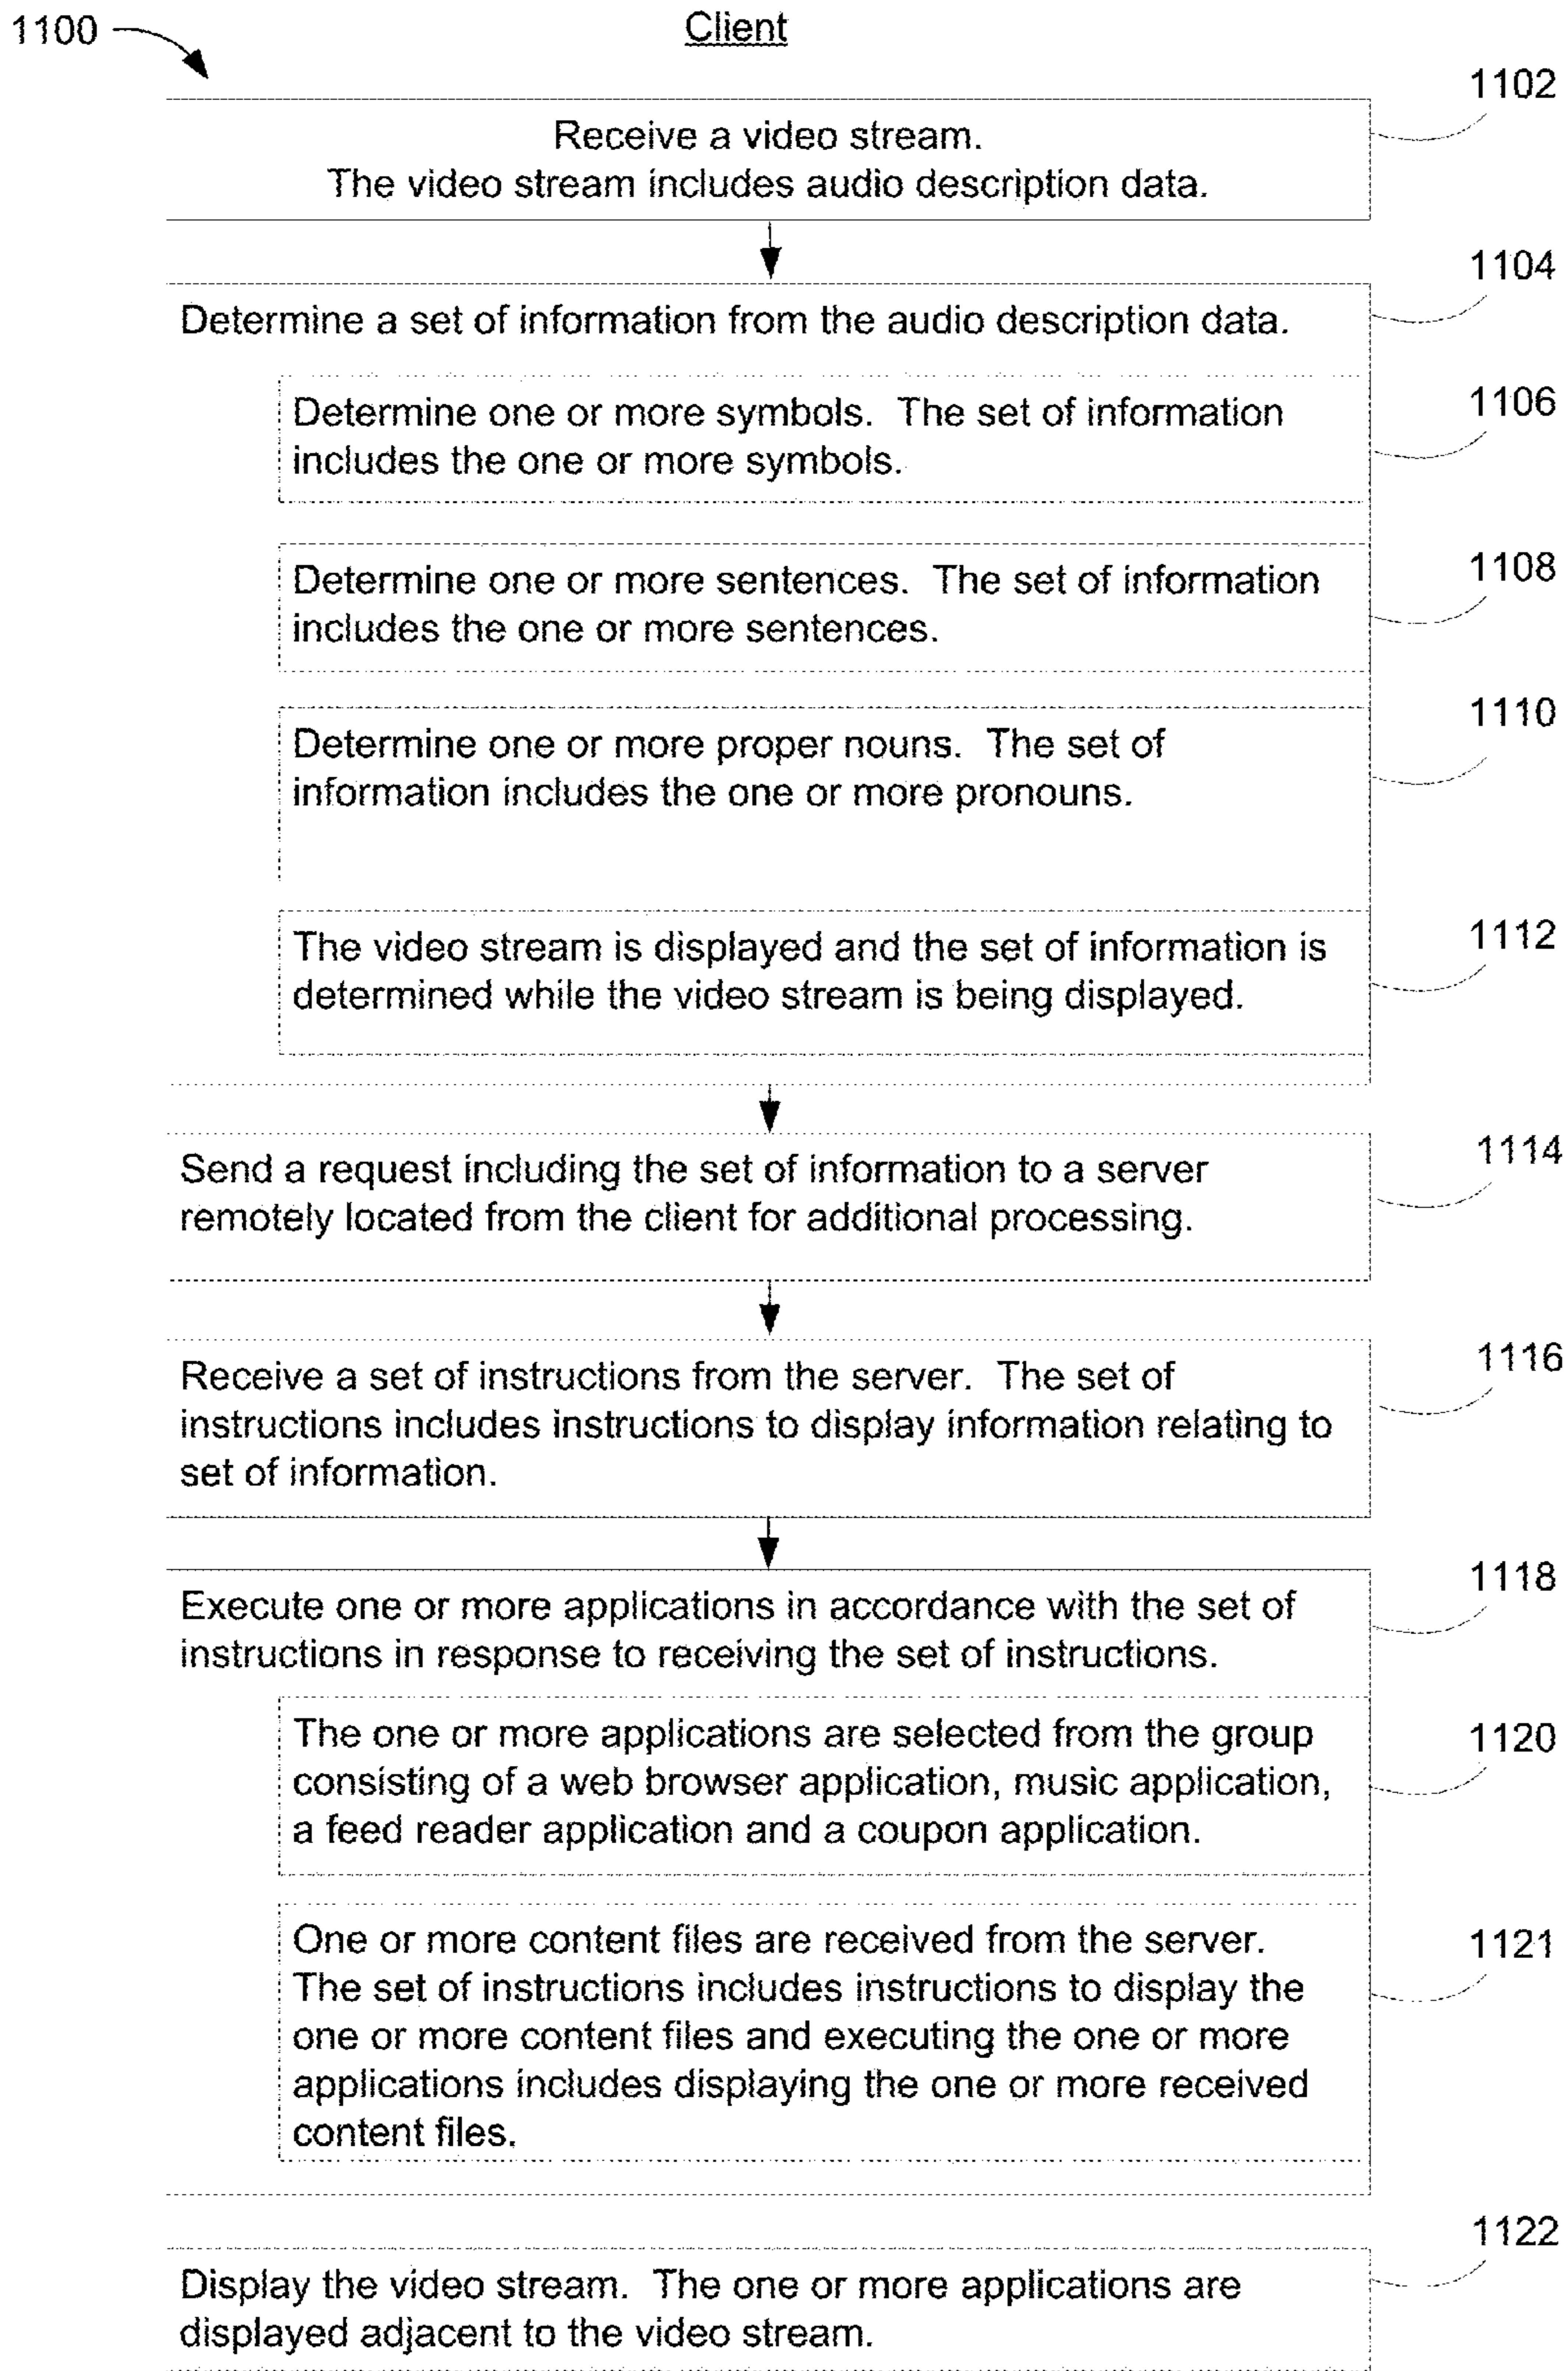 1100
Client
1102
Receive a video stream.
The video stream includes audio description data.
1104
Determine a set of information from the audio description data.
1106
Determine one or more symbols. The set of information
includes the one or more symbols.
1108
Determine one or more sentences. The set of information
includes the one or more sentences.
1110
Determine one or more proper nouns. The set of
information includes the one or more pronouns.
1112
The video stream is displayed and the set of information is
determined while the video stream is being displayed.
1114
Send a request including the set of information to a server
remotely located from the client for additional processing.
1116
Receive a set of instructions from the server. The set of
instructions includes instructions to display information relating to
set of information.
1118
Execute one or more applications in accordance with the set of
instructions in response to receiving the set of instructions.
1120
The one or more applications are selected from the group
consisting of a web browser application, music application,
a feed reader application and a coupon application.
1121
One or more content files are received from the server.
The set of instructions includes instructions to display the
one or more content files and executing the one or more
applications includes displaying the one or more received
content files.
1122
Display the video stream. The one or more applications are
displayed adjacent to the video stream.